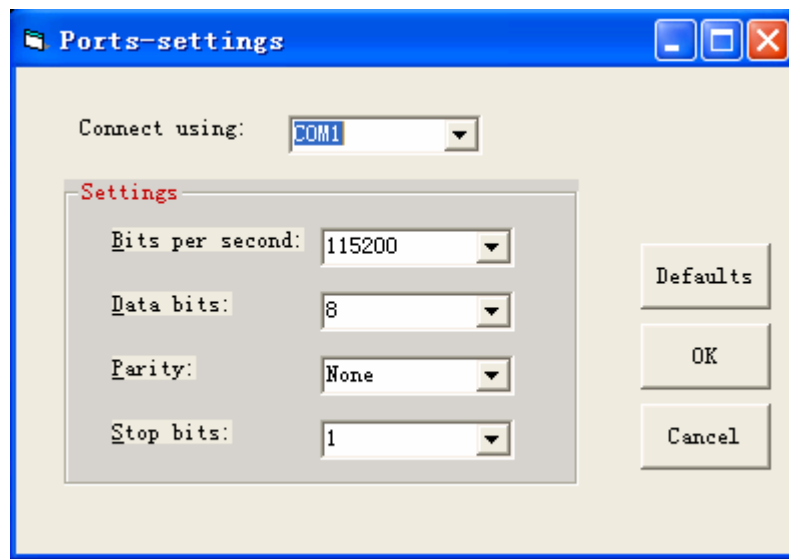 Ports-settings
Connect using: COM1
Settings
Bits per second: 115200
Data bits: 8
Parity: None
Stop bits: 1
Defaults
OK
Cancel